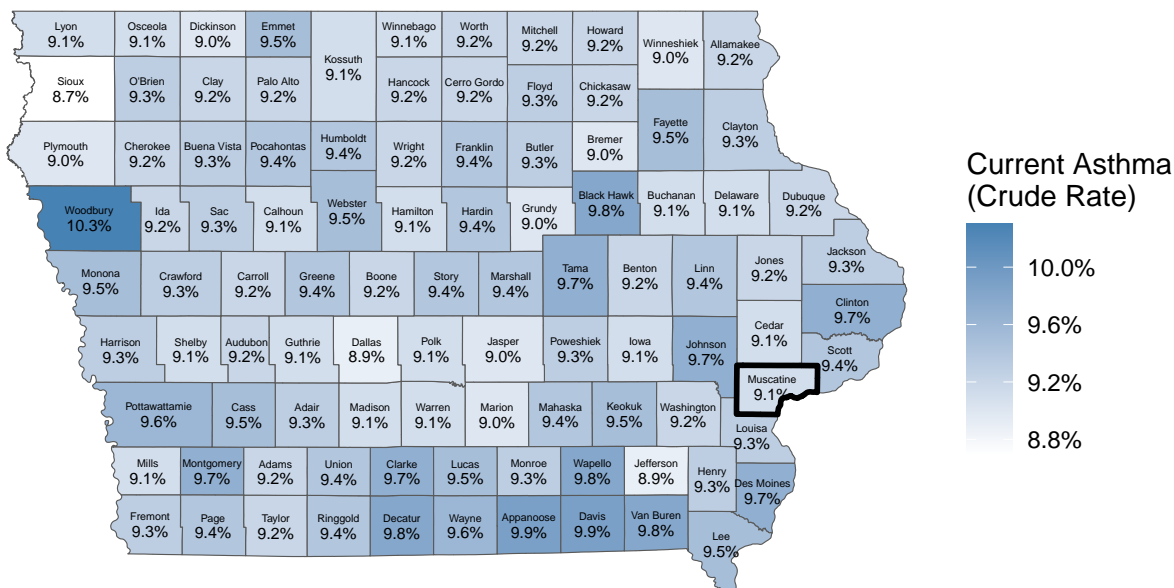 Lyon
9.1%
Osceola
9.1%
Dickinson
9.0%
Emmet
9.5%
Kossuth
9.1%
Winnebago
9.1%
Worth
9.2%
Mitchell
9.2%
Howard
9.2%
Winneshiek
9.0%
Allamakee
9.2%
Sioux
8.7%
O'Brien
9.3%
Clay
9.2%
Palo Alto
9.2%
Hancock
9.2%
Cerro Gordo
9.2%
Floyd
9.3%
Chickasaw
9.2%
Fayette
9.5%
Clayton
9.3%
Plymouth
9.0%
Cherokee
9.2%
Buena Vista
9.3%
Pocahontas
9.4%
Humboldt
9.4%
Wright
9.2%
Franklin
9.4%
Butler
9.3%
Bremer
9.0%
Woodbury
10.3%
Ida
9.2%
Sac
9.3%
Calhoun
9.1%
Webster
9.5%
Hamilton
9.1%
Hardin
9.4%
Grundy
9.0%
Black Hawk
9.8%
Buchanan
9.1%
Delaware
9.1%
Dubuque
9.2%
Monona
9.5%
Crawford
9.3%
Carroll
9.2%
Greene
9.4%
Boone
9.2%
Story
9.4%
Marshall
9.4%
Tama
9.7%
Benton
9.2%
Linn
9.4%
Jones
9.2%
Jackson
9.3%
Clinton
9.7%
Harrison
9.3%
Shelby
9.1%
Audubon
9.2%
Guthrie
9.1%
Dallas
8.9%
Polk
9.1%
Jasper
9.0%
Poweshiek
9.3%
Iowa
9.1%
Johnson
9.7%
Cedar
9.1%
Scott
9.4%
Muscatine
9.1%
Pottawattamie
9.6%
Cass
9.5%
Adair
9.3%
Madison
9.1%
Warren
9.1%
Marion
9.0%
Mahaska
9.4%
Keokuk
9.5%
Washington
9.2%
Louisa
9.3%
Mills
9.1%
Montgomery
9.7%
Adams
9.2%
Union
9.4%
Clarke
9.7%
Lucas
9.5%
Monroe
9.3%
Wapello
9.8%
Jefferson
8.9%
Henry
9.3%
Des Moines
9.7%
Fremont
9.3%
Page
9.4%
Taylor
9.2%
Ringgold
9.4%
Decatur
9.8%
Wayne
9.6%
Appanoose
9.9%
Davis
9.9%
Van Buren
9.8%
Lee
9.5%
Current Asthma
(Crude Rate)
10.0%
9.6%
9.2%
8.8%